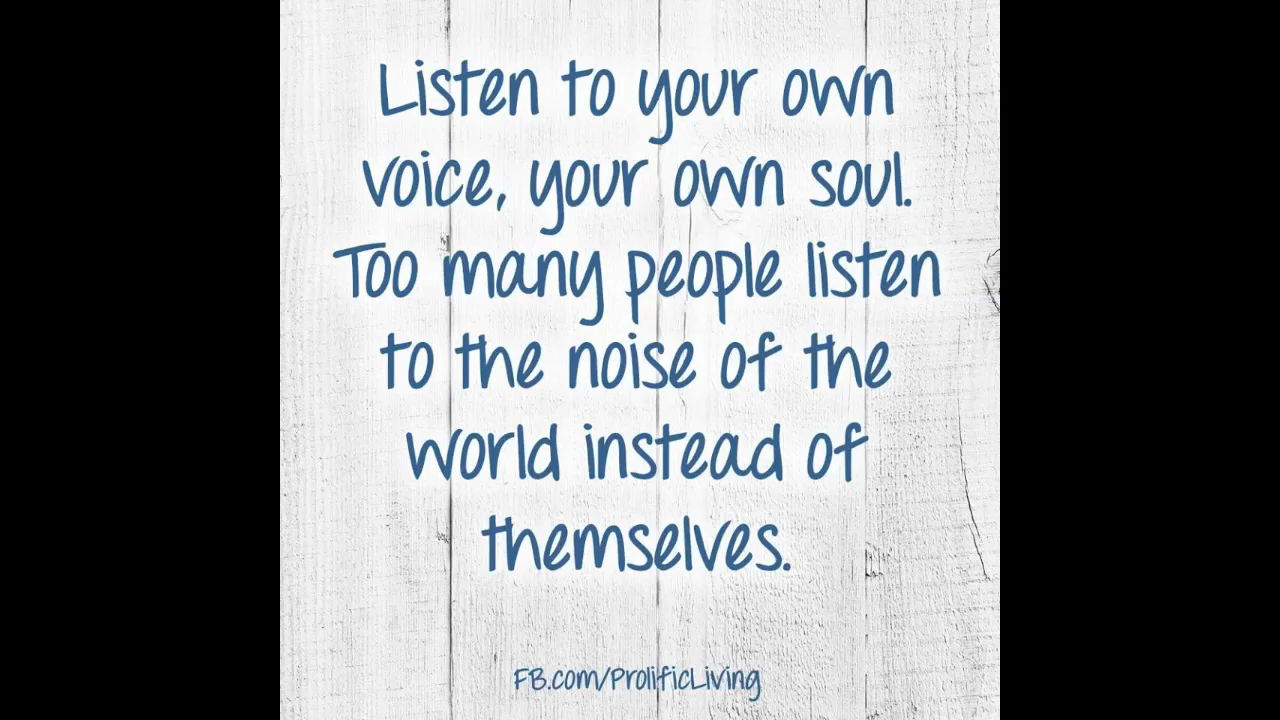 Listen to your own
voice, your own soul.
Too many people listen
to the noise of the
world instead of
themselves.
FB.com/ProlificLiving